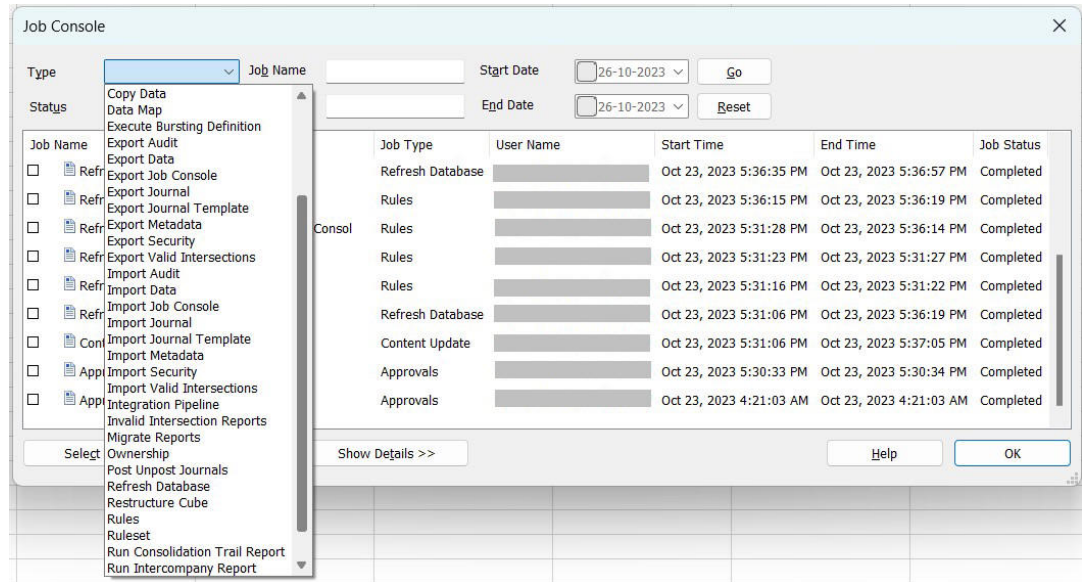 Job Console
Type
Job Name
Start Date
26-10-2023
Go
Status
End Date
26-10-2023
Reset
Copy Data
Data Map
Execute Bursting Definition
Export Audit
Export Data
Export Job Console
Export Journal
Export Journal Template
Export Metadata
Export Security
Export Valid Intersections
Import Audit
Import Data
Import Job Console
Import Journal
Import Journal Template
Import Metadata
Import Security
Import Valid Intersections
Integration Pipeline
Invalid Intersection Reports
Migrate Reports
Ownership
Post Unpost Journals
Refresh Database
Restructure Cube
Rules
Ruleset
Run Consolidation Trail Report
Run Intercompany Report
Job Name Job Type User Name Start Time End Time Job Status
Refr Refresh Database Oct 23, 2023 5:36:35 PM Oct 23, 2023 5:36:57 PM Completed
Refr Rules Oct 23, 2023 5:36:15 PM Oct 23, 2023 5:36:19 PM Completed
Refr Consol Rules Oct 23, 2023 5:31:28 PM Oct 23, 2023 5:36:14 PM Completed
Refr Rules Oct 23, 2023 5:31:23 PM Oct 23, 2023 5:31:27 PM Completed
Refr Rules Oct 23, 2023 5:31:16 PM Oct 23, 2023 5:31:22 PM Completed
Refr Refresh Database Oct 23, 2023 5:31:06 PM Oct 23, 2023 5:36:19 PM Completed
Cont Content Update Oct 23, 2023 5:31:06 PM Oct 23, 2023 5:37:05 PM Completed
App Approvals Oct 23, 2023 5:30:33 PM Oct 23, 2023 5:30:34 PM Completed
App Approvals Oct 23, 2023 4:21:03 AM Oct 23, 2023 4:21:03 AM Completed
Select
Show Details >>
Help
OK